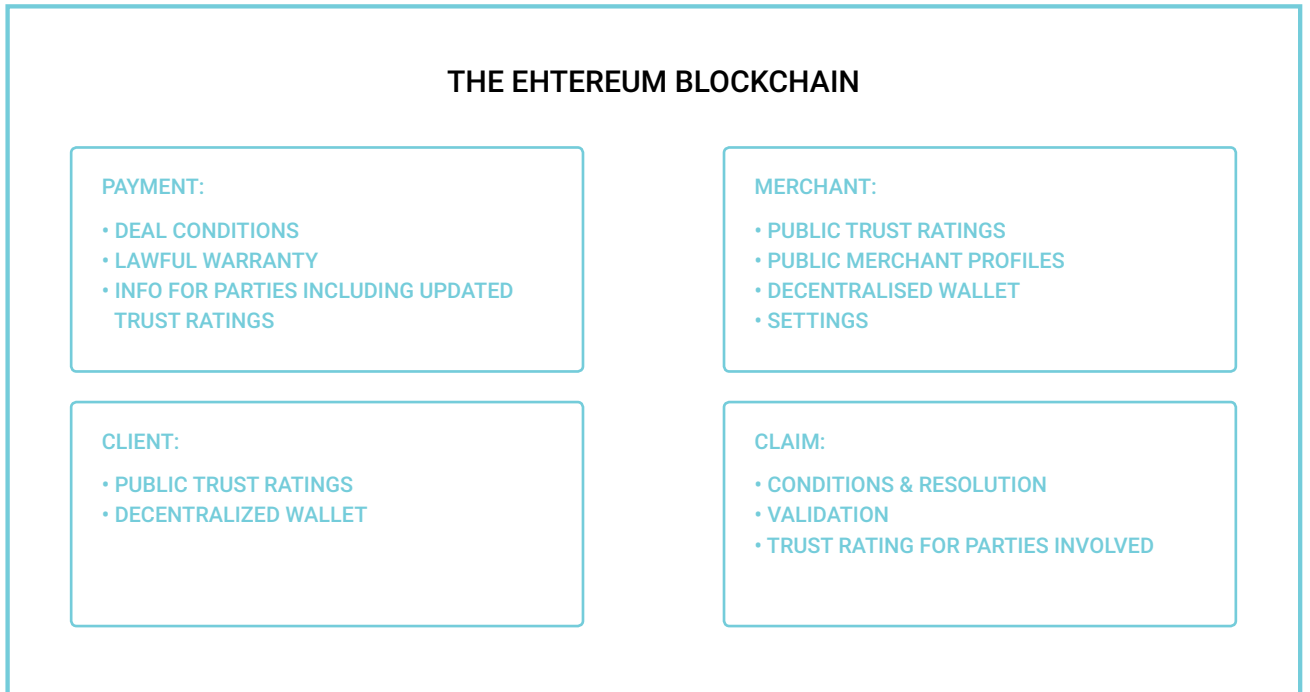 THE EHTEREUM BLOCKCHAIN
PAYMENT:
• DEAL CONDITIONS
• LAWFUL WARRANTY
• INFO FOR PARTIES INCLUDING UPDATED
TRUST RATINGS
MERCHANT:
• PUBLIC TRUST RATINGS
• PUBLIC MERCHANT PROFILES
• DECENTRALISED WALLET
• SETTINGS
CLIENT:
• PUBLIC TRUST RATINGS
• DECENTRALIZED WALLET
CLAIM:
• CONDITIONS & RESOLUTION
• VALIDATION
• TRUST RATING FOR PARTIES INVOLVED